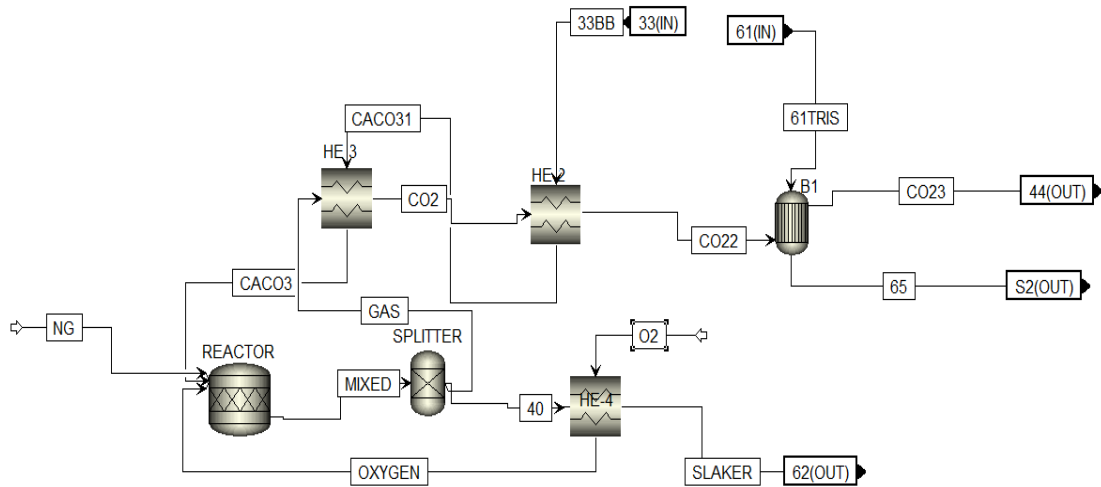 33BB
33(IN)
61(IN)
CACO31
61TRIS
HE-3
HE-2
B1
CO2
CO23
44(OUT)
CO22
CACO3
65
S2(OUT)
GAS
NG
SPLITTER
O2
REACTOR
MIXED
40
HE-4
OXYGEN
SLAKER
62(OUT)